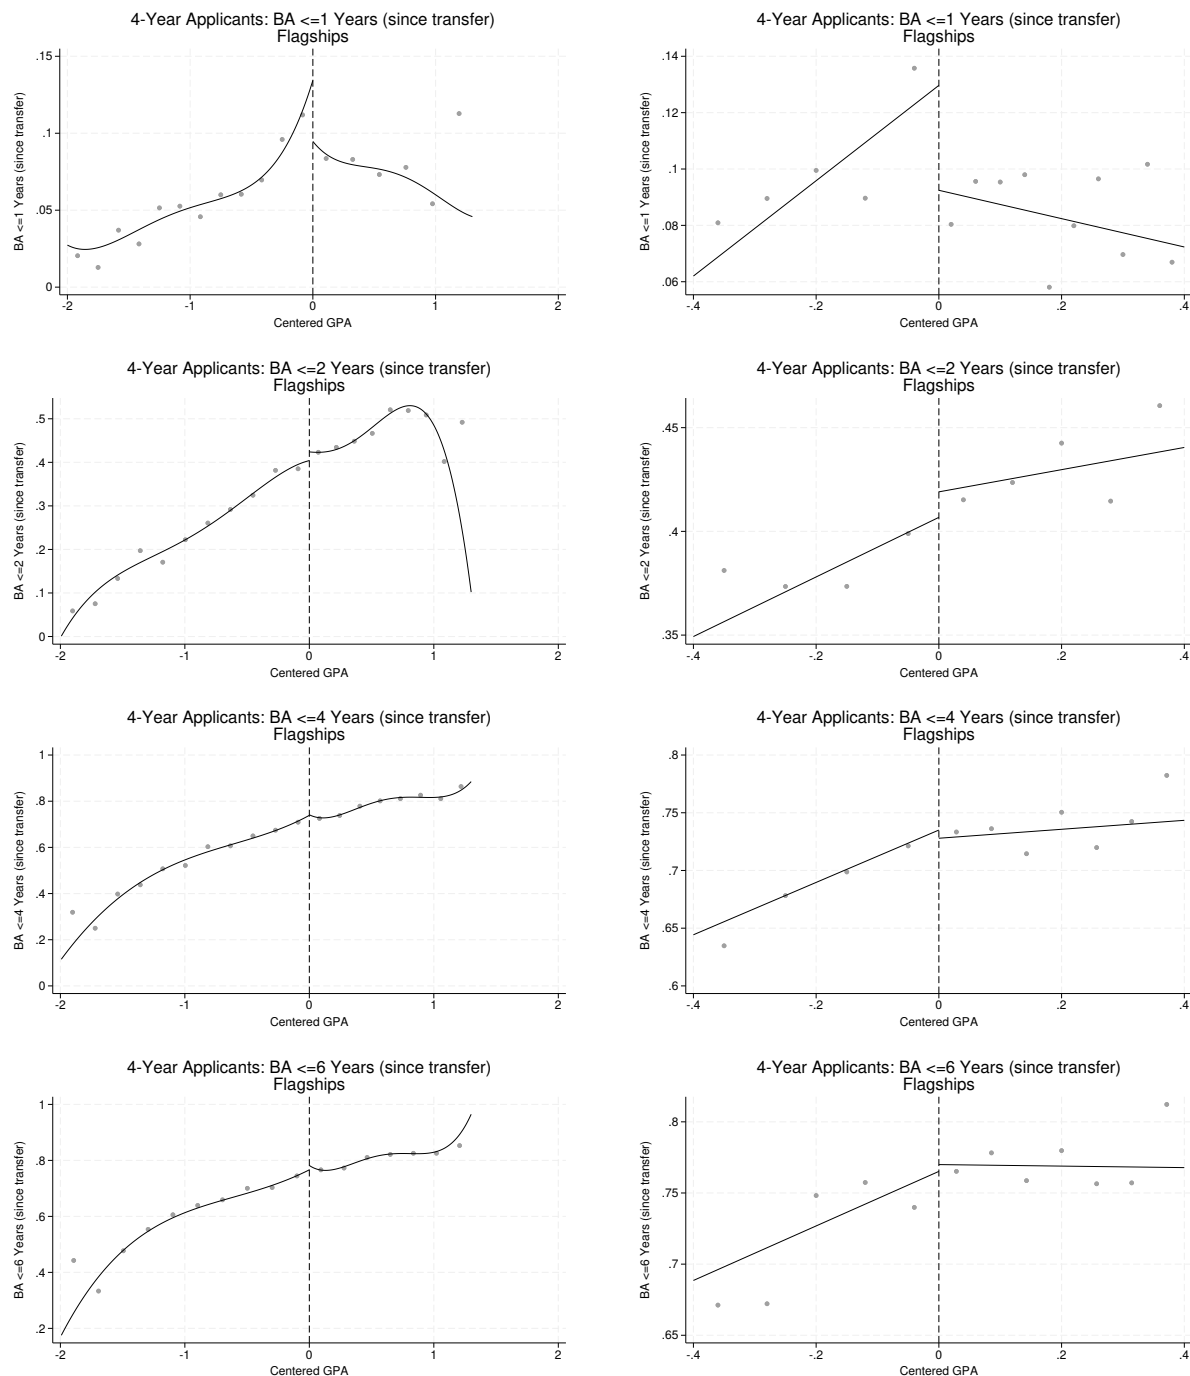 4-Year Applicants: BA <=1 Years (since transfer)
Flagships
BA <=1 Years (since transfer)
.15
.1
.05
0
-2 -1 0 1 2
Centered GPA
4-Year Applicants: BA <=1 Years (since transfer)
Flagships
BA <=1 Years (since transfer)
.14
.12
.1
.08
.06
-.4 -.2 0 .2 .4
Centered GPA
4-Year Applicants: BA <=2 Years (since transfer)
Flagships
BA <=2 Years (since transfer)
.5
.4
.3
.2
.1
0
-2 -1 0 1 2
Centered GPA
4-Year Applicants: BA <=2 Years (since transfer)
Flagships
BA <=2 Years (since transfer)
.45
.4
.35
-.4 -.2 0 .2 .4
Centered GPA
4-Year Applicants: BA <=4 Years (since transfer)
Flagships
BA <=4 Years (since transfer)
1
.8
.6
.4
.2
0
-2 -1 0 1 2
Centered GPA
4-Year Applicants: BA <=4 Years (since transfer)
Flagships
BA <=4 Years (since transfer)
.8
.75
.7
.65
.6
-.4 -.2 0 .2 .4
Centered GPA
4-Year Applicants: BA <=6 Years (since transfer)
Flagships
BA <=6 Years (since transfer)
1
.8
.6
.4
.2
-2 -1 0 1 2
Centered GPA
4-Year Applicants: BA <=6 Years (since transfer)
Flagships
BA <=6 Years (since transfer)
.8
.75
.7
.65
-.4 -.2 0 .2 .4
Centered GPA